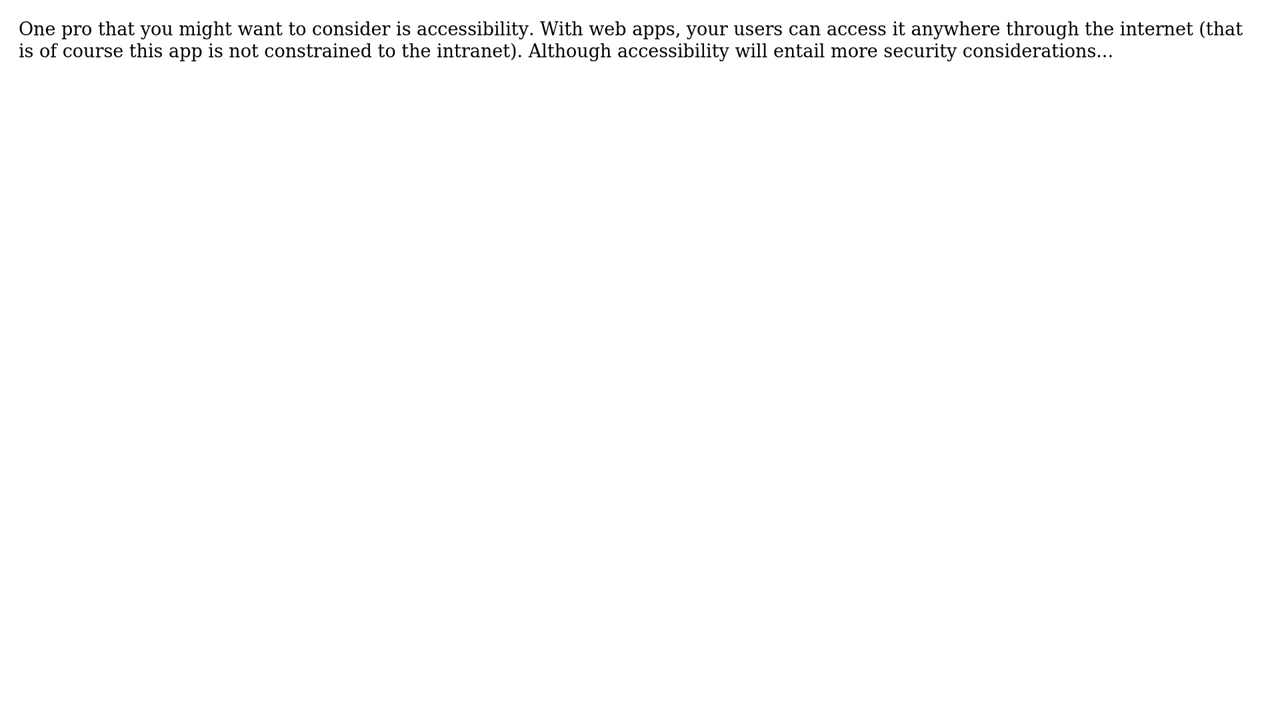 One pro that you might want to consider is accessibility. With web apps, your users can access it anywhere through the internet (that
is of course this app is not constrained to the intranet). Although accessibility will entail more security considerations...